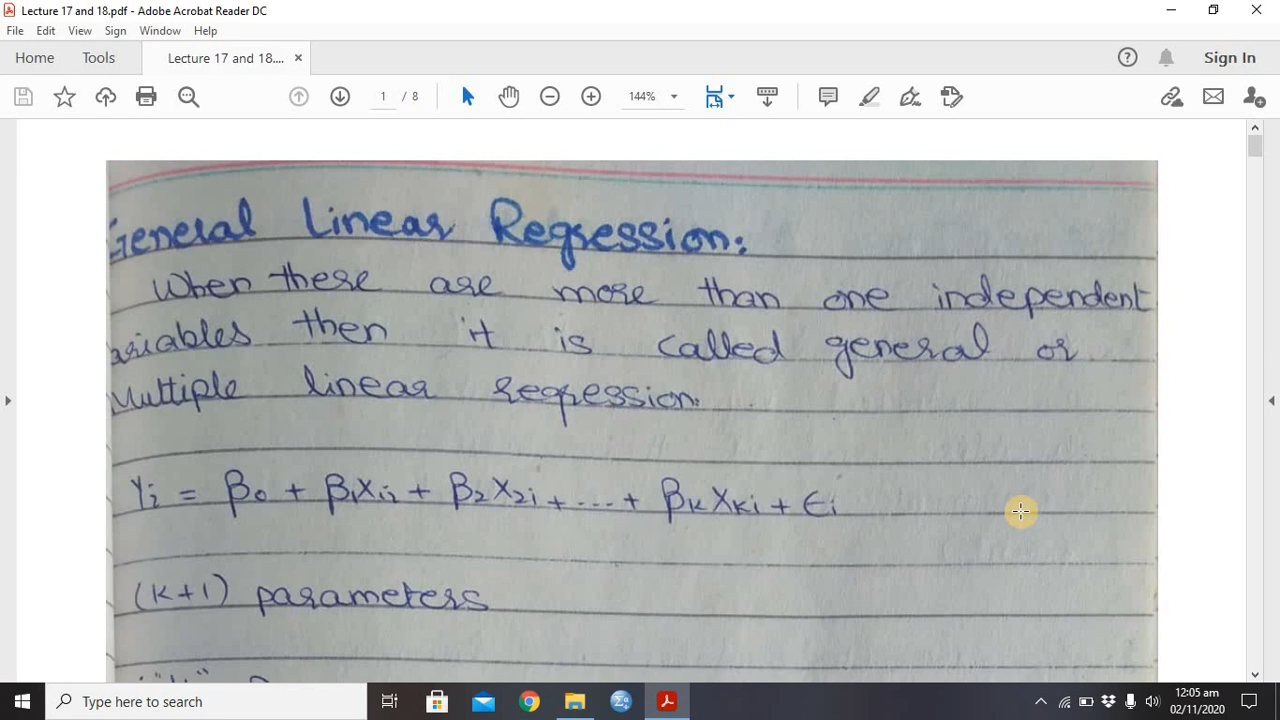 Lecture 17 and 18.pdf - Adobe Acrobat Reader DC
File Edit View Sign Window Help
Home Tools Lecture 17 and 18.... × Sign In
1 / 8 144%
General Linear Regression:
When there are more than one independent
variables then it is called general or
Multiple linear regression.
Yi = β0 + β1X1i + β2X2i + ... + βkXki + ϵi
(k+1) parameters
Type here to search
12:05 am
02/11/2020